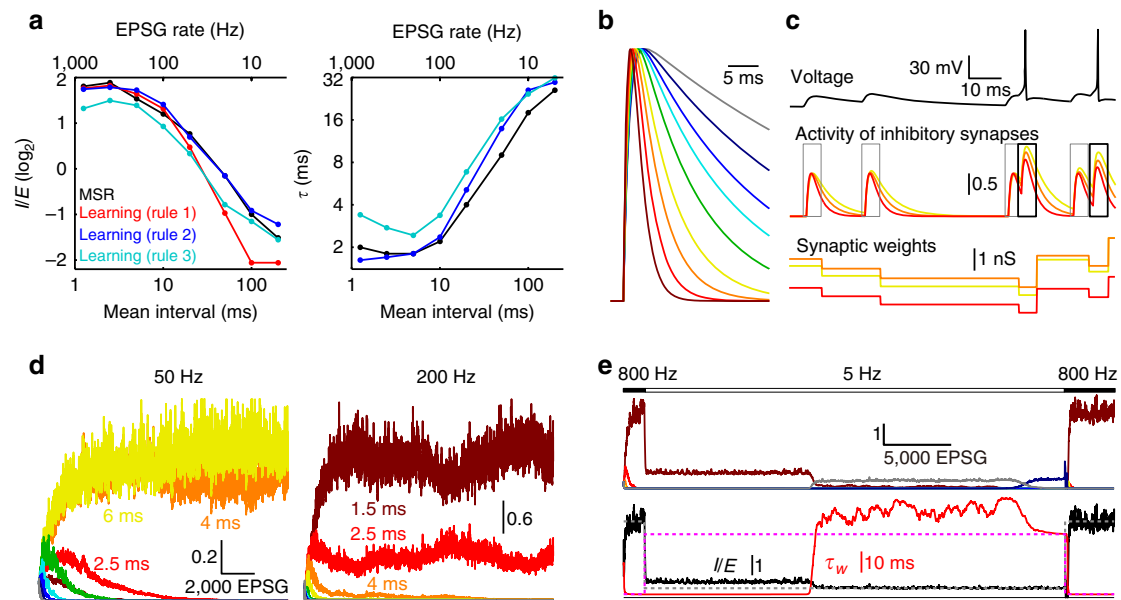 a
EPSG rate (Hz)
1,000 100 10
2
1
0
−1
−2
I/E (log2)
MSR
Learning (rule 1)
Learning (rule 2)
Learning (rule 3)
1 10 100
Mean interval (ms)
EPSG rate (Hz)
1,000 100 10
32
16
8
4
2
τ (ms)
1 10 100
Mean interval (ms)
b
5 ms
c
Voltage
30 mV
10 ms
Activity of inhibitory synapses
0.5
Synaptic weights
1 nS
d
50 Hz
6 ms
4 ms
2.5 ms
0.2
2,000 EPSG
200 Hz
1.5 ms
2.5 ms
0.6
4 ms
e
800 Hz 5 Hz 800 Hz
1
5,000 EPSG
I/E 1
τW 10 ms